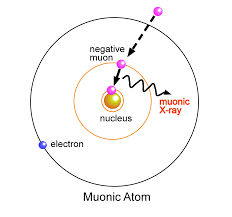 negative
muon
muonic
X-ray
nucleus
electron
Muonic Atom